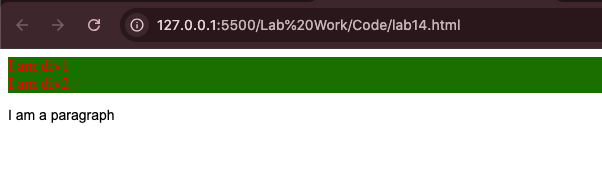 127.0.0.1:5500/Lab%20Work/Code/lab14.html
I am div1
I am div2
I am a paragraph